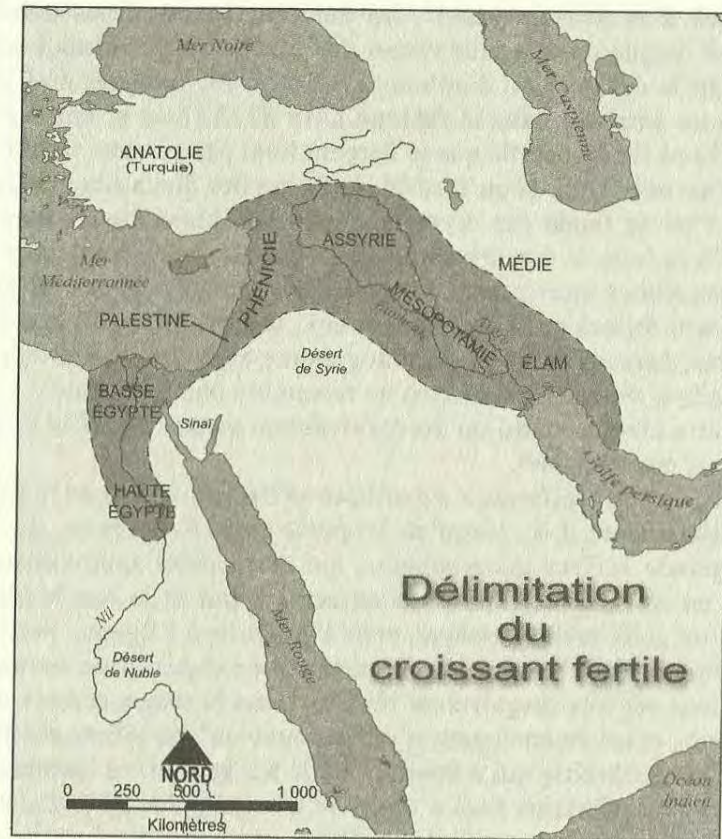 Mer Noire
Mer Caspienne
ANATOLIE
(Turquie)
ASSYRIE
PHÉNICIE
MÉDIE
Mer
Méditerrannée
MÉSOPOTAMIE
Tigre
Euphrate
PALESTINE
Désert
de Syrie
ÉLAM
BASSE
ÉGYPTE
Sinaï
HAUTE
ÉGYPTE
Golfe persique
Délimitation
du
croissant fertile
Nil
Mer Rouge
Désert
de Nubie
NORD
0 250 500 1 000
Kilomètres
Océan
Indien